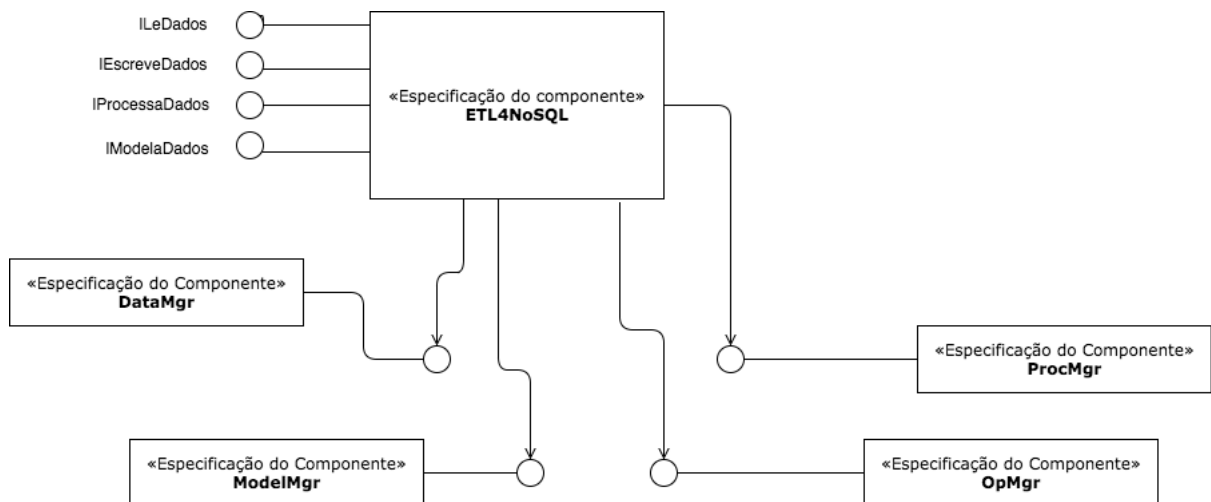 ILeDados
IEscreveDados
IProcessaDados
IModelaDados
«Especificação do componente»
ETL4NoSQL
«Especificação do Componente»
DataMgr
«Especificação do Componente»
ProcMgr
«Especificação do Componente»
ModelMgr
«Especificação do Componente»
OpMgr